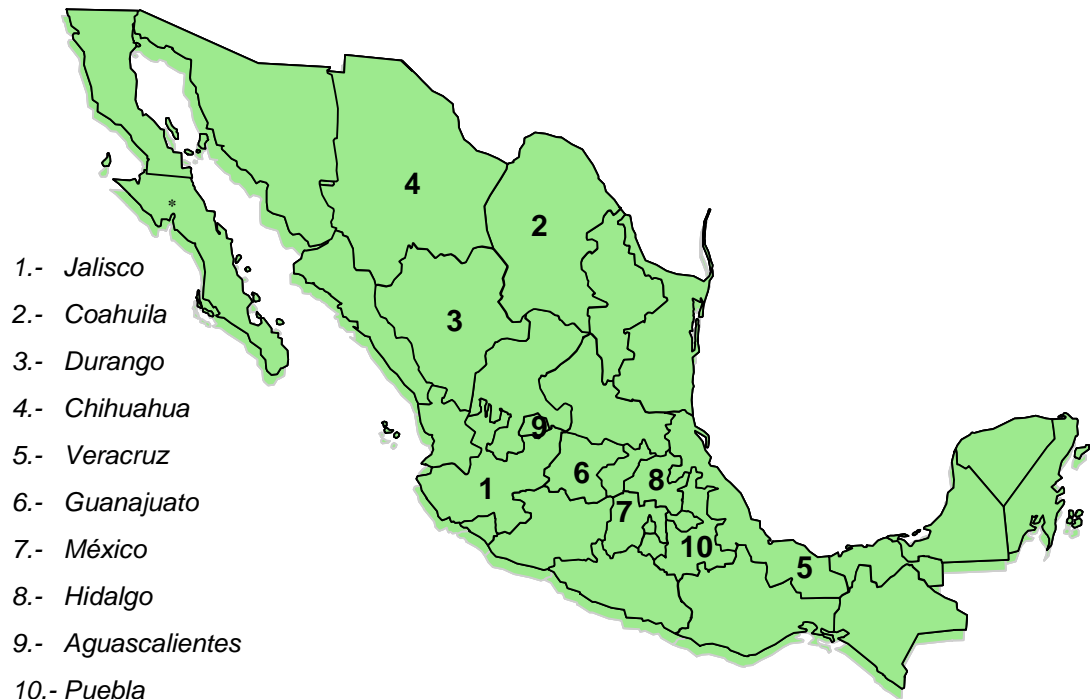 4
2
1.- Jalisco
2.- Coahuila
3.- Durango
3
4.- Chihuahua
9
5.- Veracruz
6
8
6.- Guanajuato
1
7
7.- México
10
5
8.- Hidalgo
9.- Aguascalientes
10.- Puebla
*